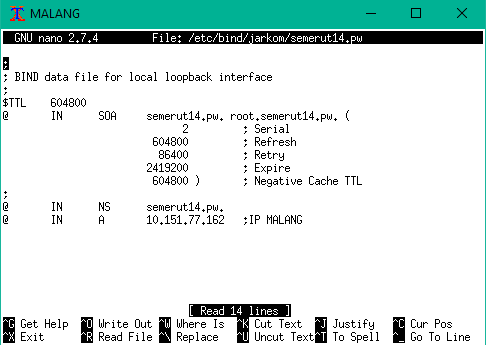 MALANG
GNU nano 2.7.4 File: /etc/bind/jarkom/semerut14.pw
;
; BIND data file for local loopback interface
;
$TTL 604800
@ IN SOA semerut14.pw. root.semerut14.pw. (
2 ; Serial
604800 ; Refresh
86400 ; Retry
2419200 ; Expire
604800 ) ; Negative Cache TTL
;
@ IN NS semerut14.pw.
@ IN A 10.151.77.162 ;IP MALANG
[ Read 14 lines ]
^G Get Help ^O Write Out ^W Where Is ^K Cut Text ^J Justify ^C Cur Pos
^X Exit ^R Read File ^\ Replace ^U Uncut Text ^T To Spell ^_ Go To Line